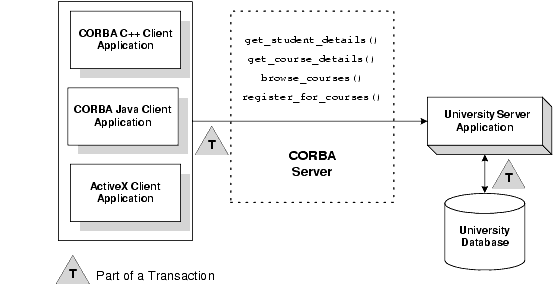 CORBA C++ Client
Application
CORBA Java Client
Application
ActiveX Client
Application
T
get_student_details()
get_course_details()
browse_courses()
register_for_courses()
CORBA
Server
University Server
Application
T
University
Database
T
Part of a Transaction